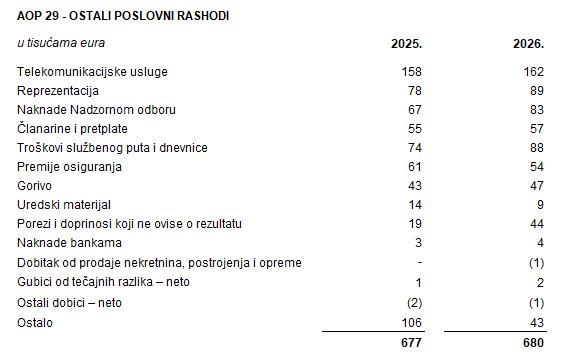 AOP 29 - OSTALI POSLOVNI RASHODI
u tisućama eura 2025. 2026.
Telekomunikacijske usluge 158 162
Reprezentacija 78 89
Naknade Nadzornom odboru 67 83
Članarine i pretplate 55 57
Troškovi službenog puta i dnevnice 74 88
Premije osiguranja 61 54
Gorivo 43 47
Uredski materijal 14 9
Porezi i doprinosi koji ne ovise o rezultatu 19 44
Naknade bankama 3 4
Dobitak od prodaje nekretnina, postrojenja i opreme - (1)
Gubici od tečajnih razlika – neto 1 2
Ostali dobici – neto (2) (1)
Ostalo 106 43
677 680